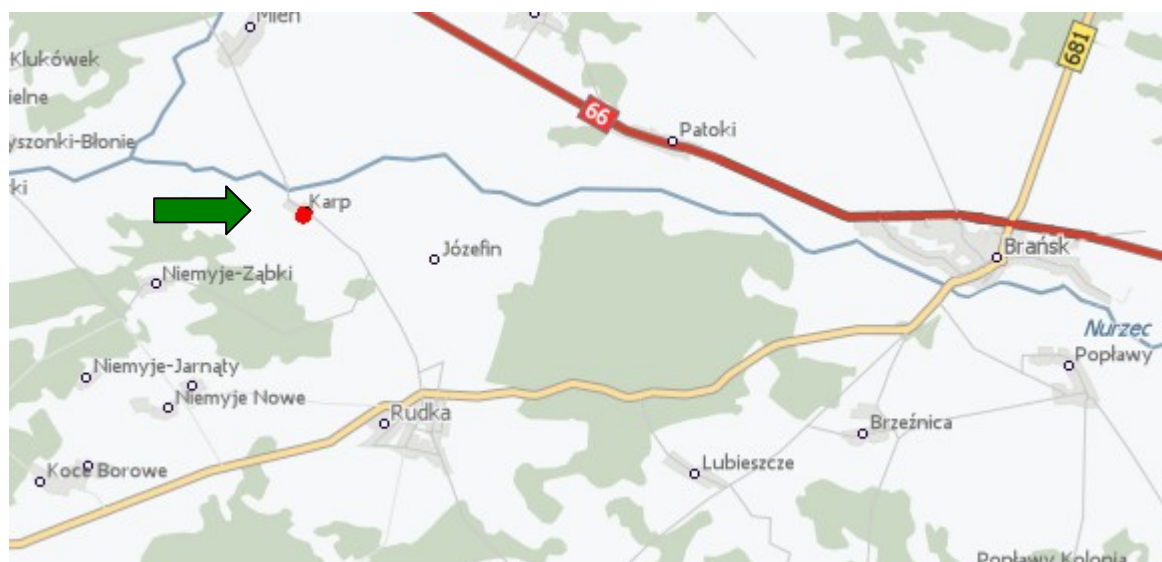 Mień
681
Klukówek
ielne
66
Patoki
yszonki-Błonie
ki
Karp
Józefin
Brańsk
Niemyje-Ząbki
Nurzec
Popławy
Niemyje-Jarnąty
Niemyje Nowe
Rudka
Brzeźnica
Koce Borowe
Lubieszcze
Popławy Kolonia